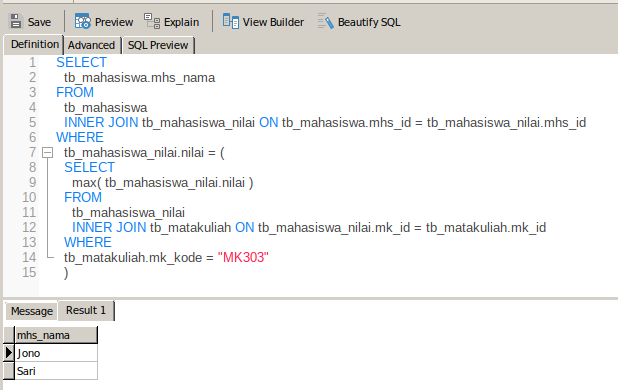 Save Preview Explain View Builder Beautify SQL
Definition Advanced SQL Preview
1 SELECT
2 tb_mahasiswa.mhs_nama
3 FROM
4 tb_mahasiswa
5 INNER JOIN tb_mahasiswa_nilai ON tb_mahasiswa.mhs_id = tb_mahasiswa_nilai.mhs_id
6 WHERE
7 tb_mahasiswa_nilai.nilai = (
8 SELECT
9 max( tb_mahasiswa_nilai.nilai )
10 FROM
11 tb_mahasiswa_nilai
12 INNER JOIN tb_matakuliah ON tb_mahasiswa_nilai.mk_id = tb_matakuliah.mk_id
13 WHERE
14 tb_matakuliah.mk_kode = "MK303"
15 )
Message Result 1
mhs_nama
Jono
Sari